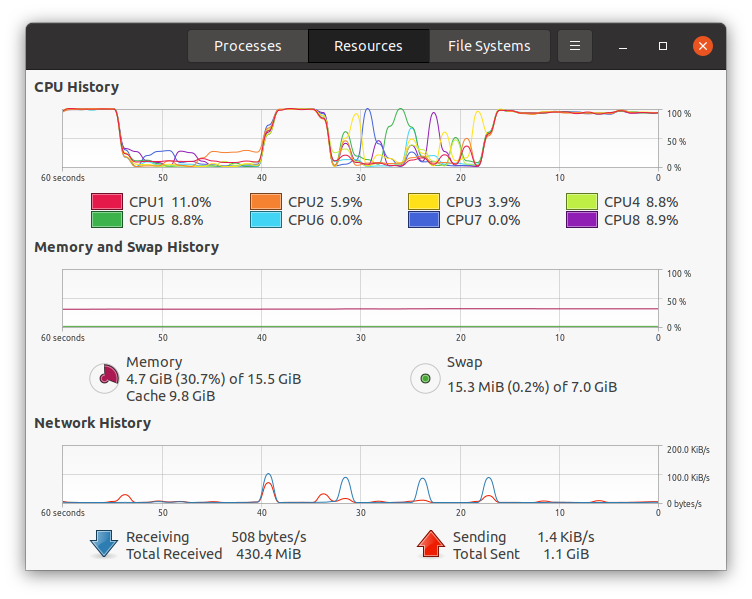 Processes Resources File Systems
CPU History
100 %
50 %
0 %
60 seconds 50 40 30 20 10 0
CPU1 11.0% CPU2 5.9% CPU3 3.9% CPU4 8.8%
CPU5 8.8% CPU6 0.0% CPU7 0.0% CPU8 8.9%
Memory and Swap History
100 %
50 %
0 %
60 seconds 50 40 30 20 10 0
Memory
4.7 GiB (30.7%) of 15.5 GiB
Cache 9.8 GiB
Swap
15.3 MiB (0.2%) of 7.0 GiB
Network History
200.0 KiB/s
100.0 KiB/s
0 bytes/s
60 seconds 50 40 30 20 10 0
Receiving 508 bytes/s
Total Received 430.4 MiB
Sending 1.4 KiB/s
Total Sent 1.1 GiB